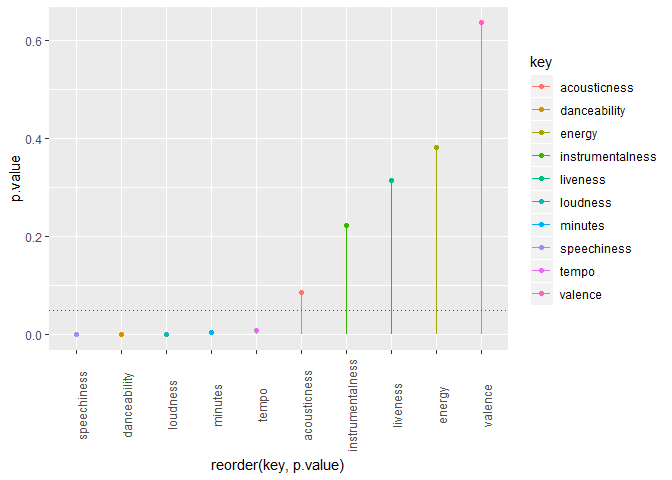 0.6
0.4
0.2
0.0
p.value
speechiness
danceability
loudness
minutes
tempo
acousticness
instrumentalness
liveness
energy
valence
reorder(key, p.value)
key
acousticness
danceability
energy
instrumentalness
liveness
loudness
minutes
speechiness
tempo
valence